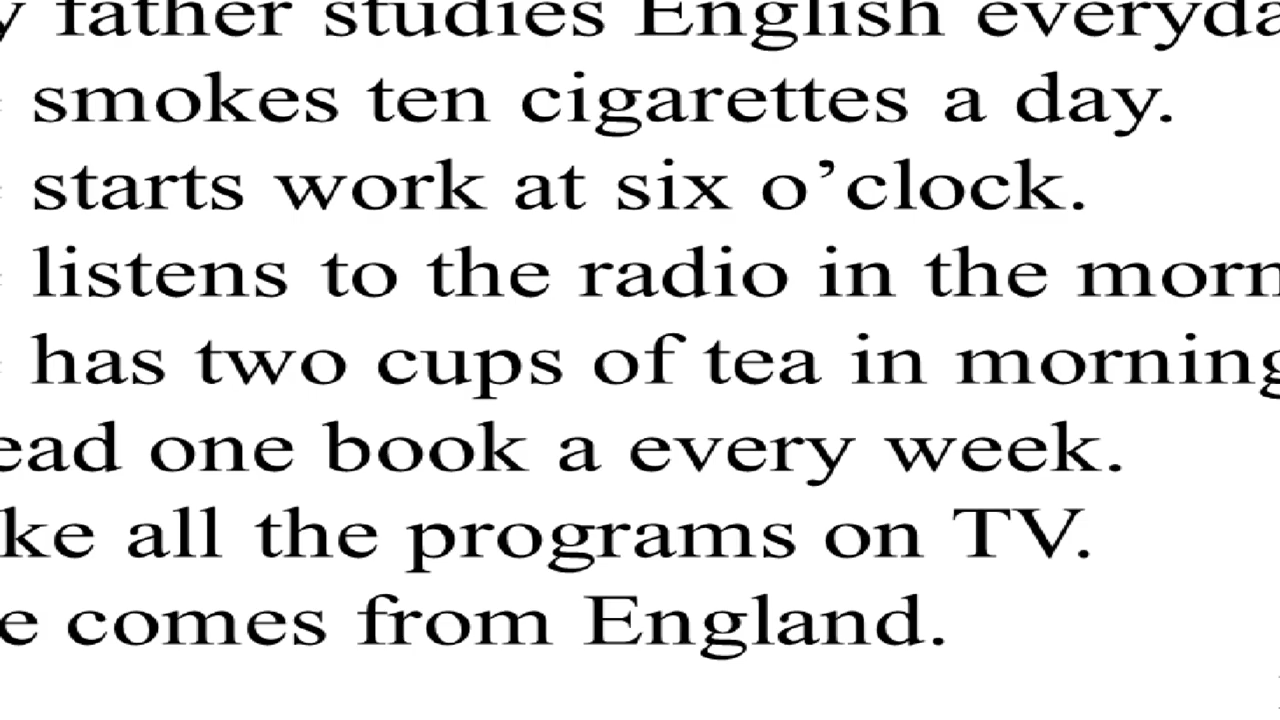 father studies English everyda
smokes ten cigarettes a day.
starts work at six o’clock.
listens to the radio in the morn
has two cups of tea in morning
ead one book a every week.
ke all the programs on TV.
e comes from England.